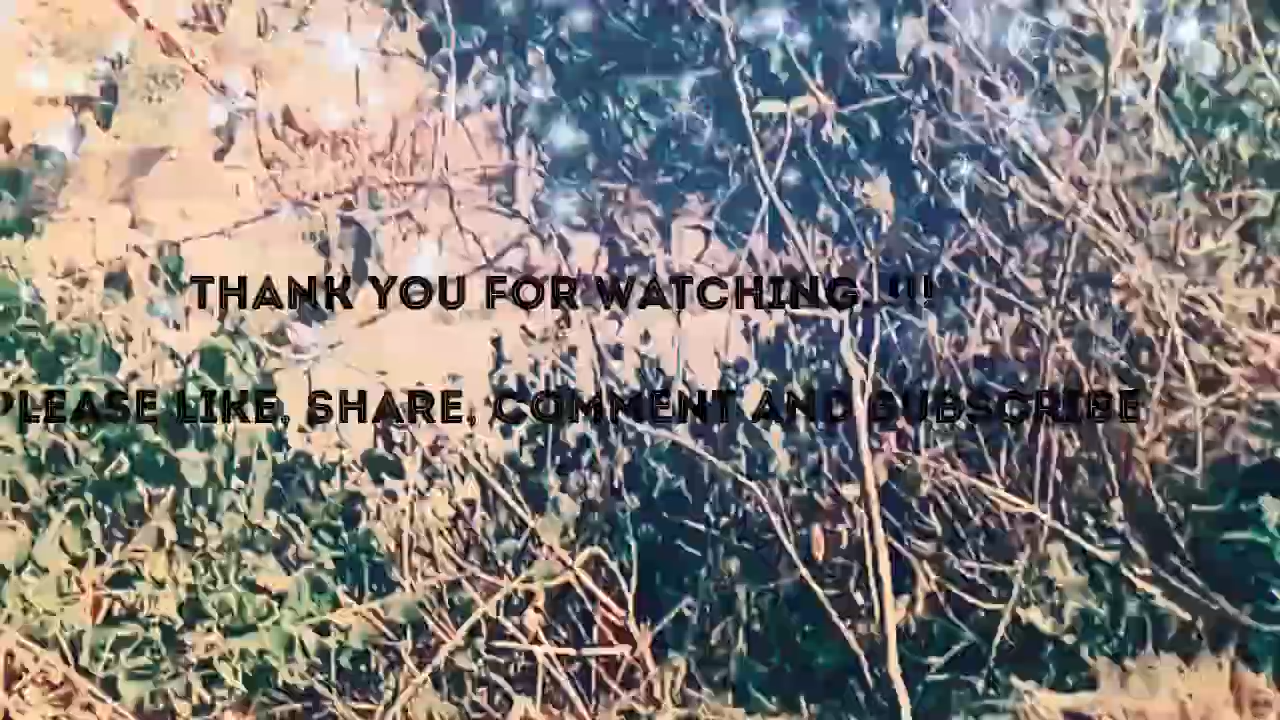 THANK YOU FOR WATCHING. !!!
PLEASE LIKE, SHARE, COMMENT AND SUBSCRIBE